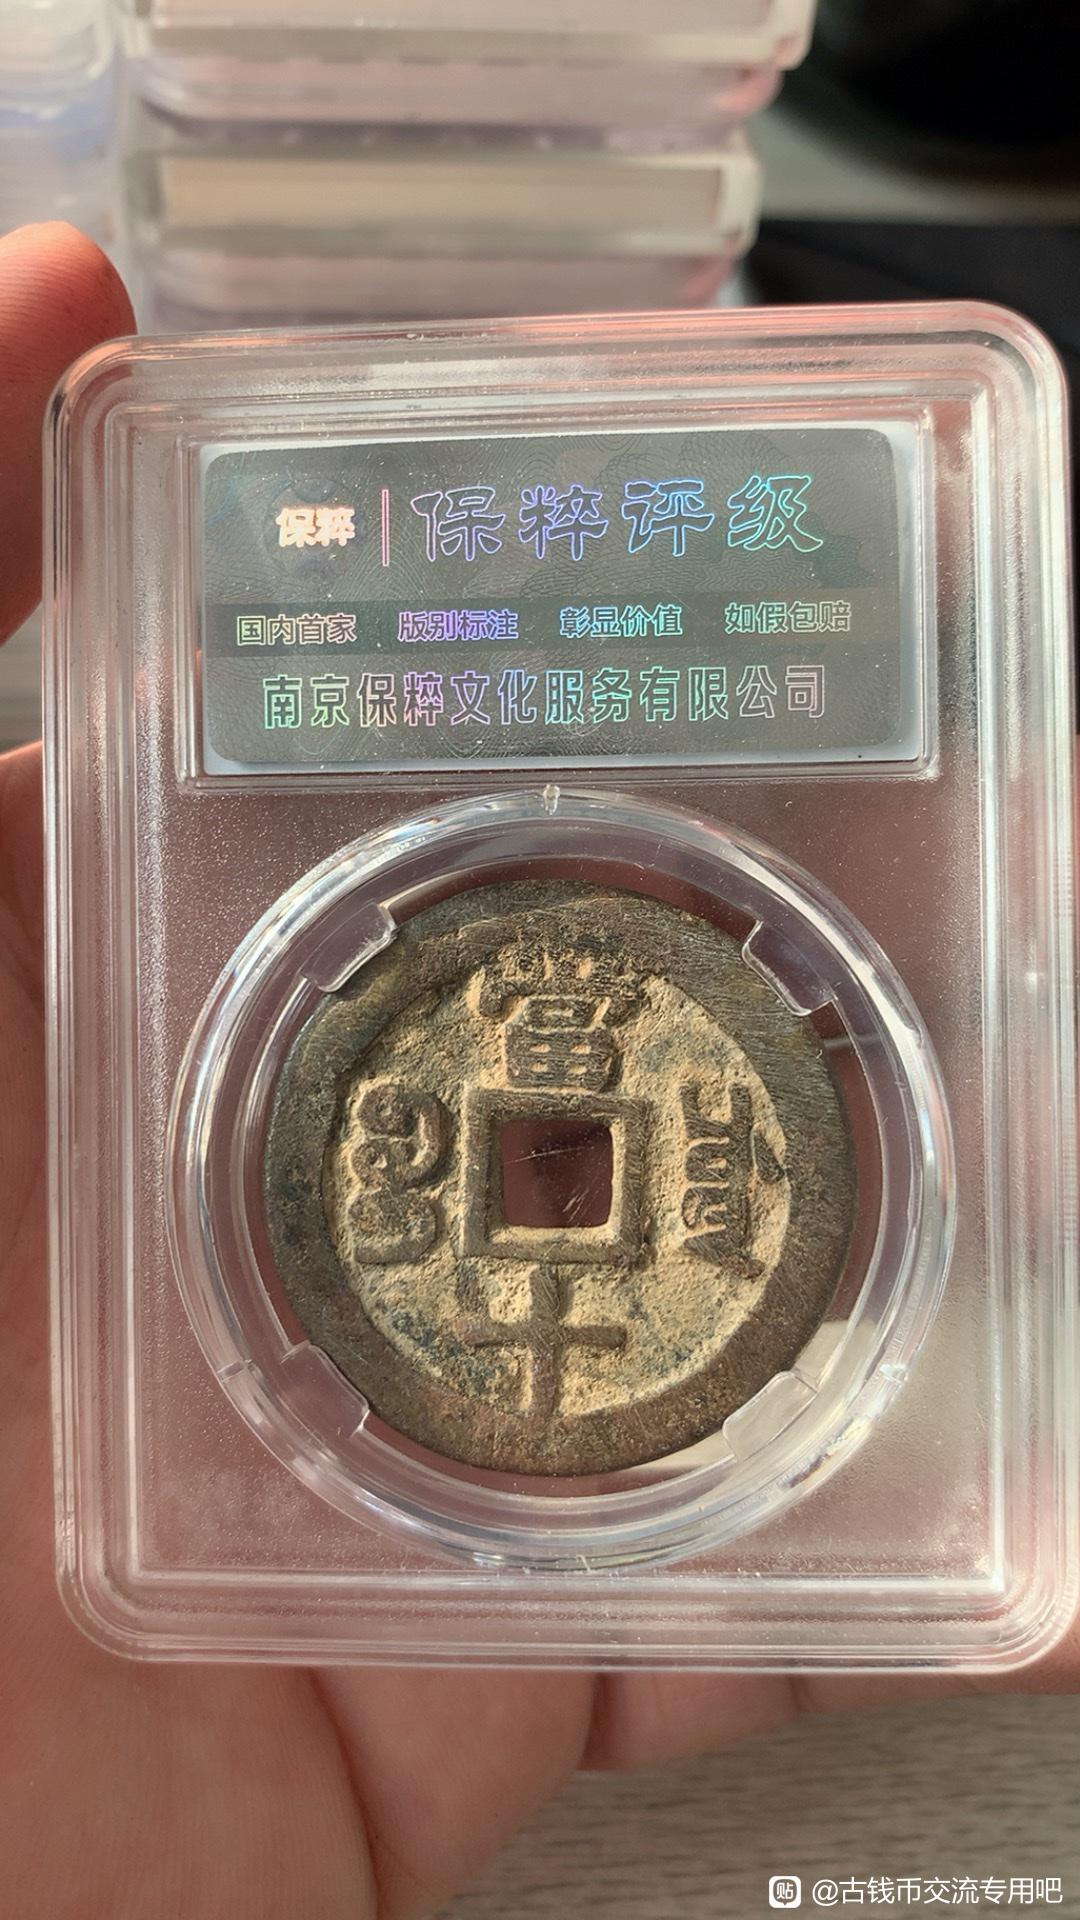 保粹 保粹评级
国内首家 版别标注 彰显价值 如假包赔
南京保粹文化服务有限公司
當
十
贴 @古钱币交流专用吧